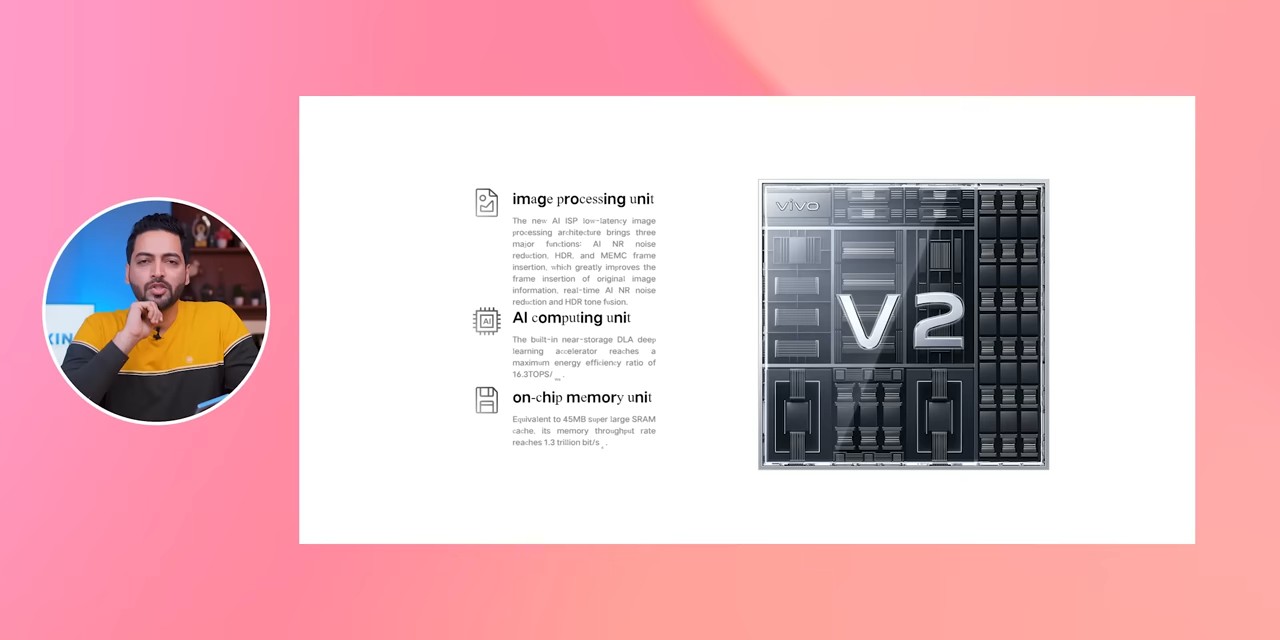 image processing unit
The new AI ISP low-latency image
processing architecture brings three
major functions: AI NR noise
reduction, HDR, and MEMC frame
insertion, which greatly improves the
frame insertion of original image
information, real-time AI NR noise
reduction and HDR tone fusion.
AI computing unit
The built-in near-storage DLA deep
learning accelerator reaches a
maximum energy efficiency ratio of
16.3TOPS/
on-chip memory unit
Equivalent to 45MB super large SRAM
cache, its memory throughput rate
reaches 1.3 trillion bit/s
vivo
V2
KIN